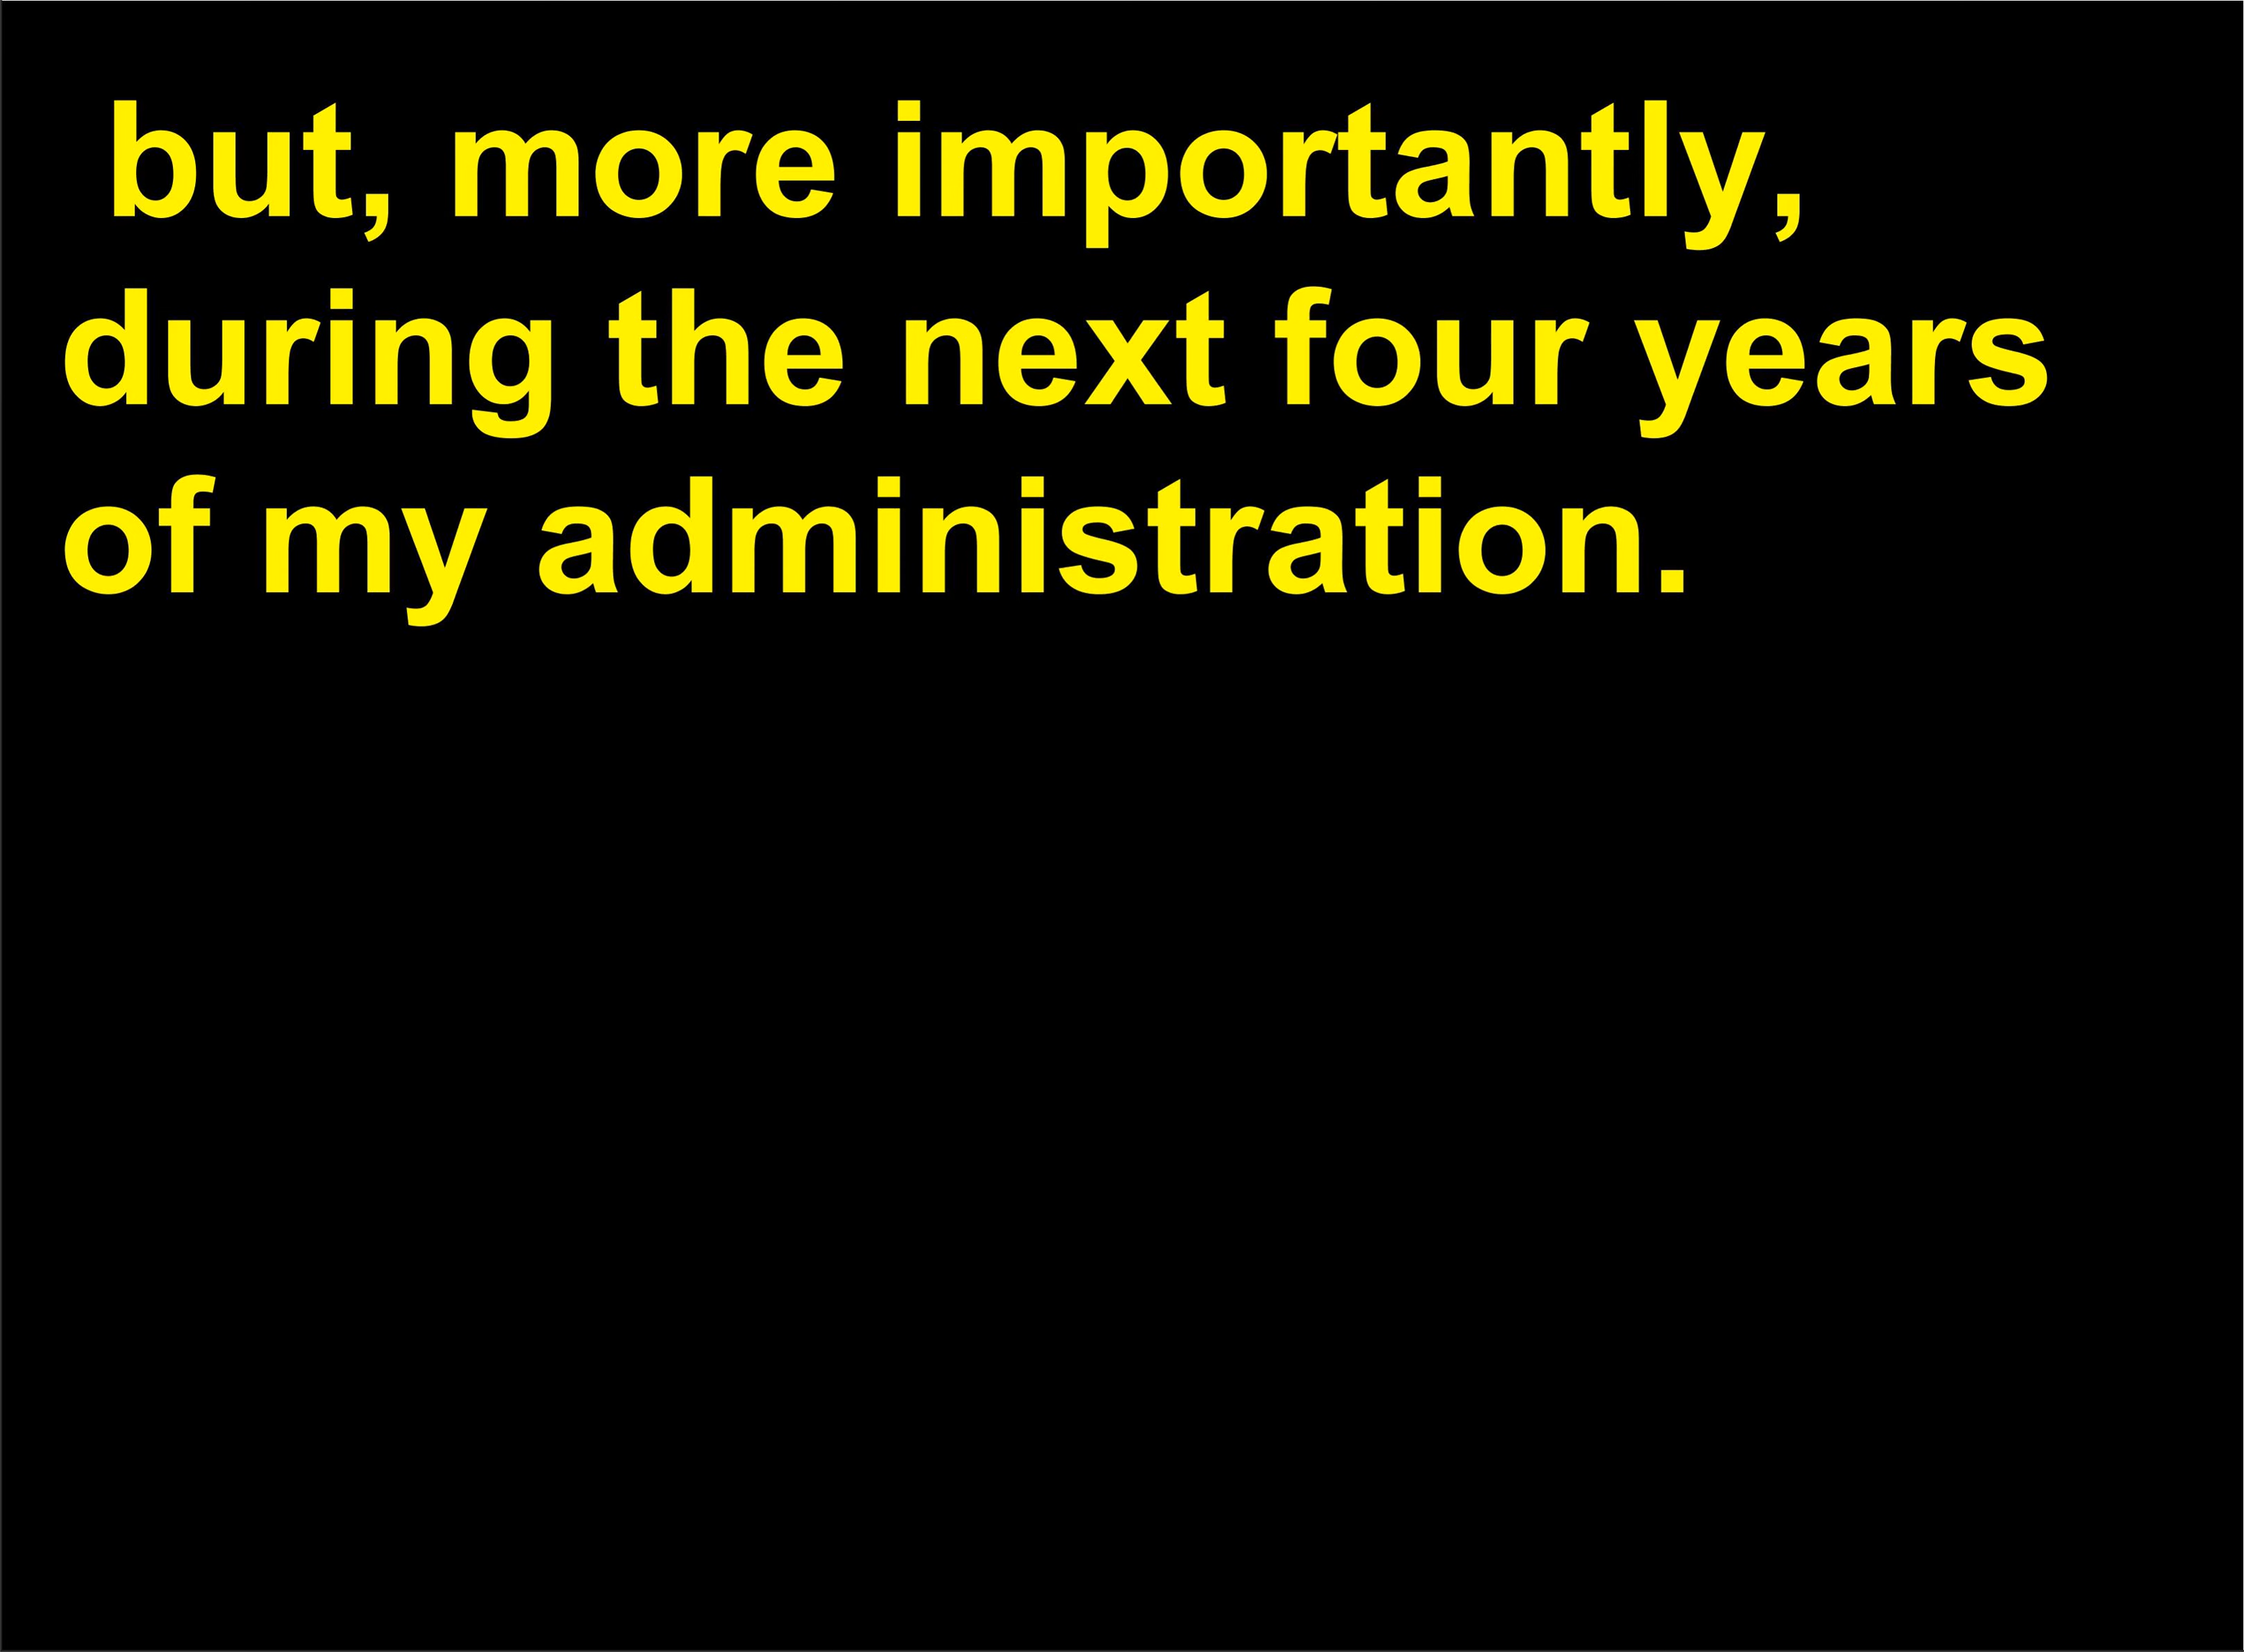 but, more importantly,
during the next four years
of my administration.